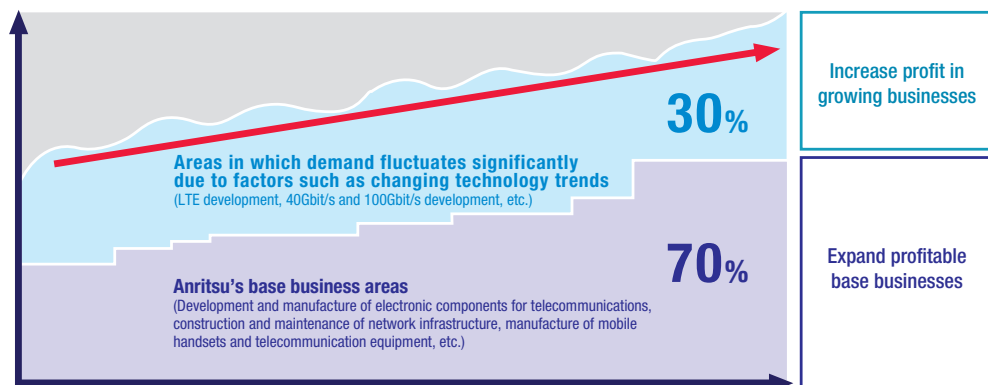 30%
Increase profit in
growing businesses
Areas in which demand fluctuates significantly
due to factors such as changing technology trends
(LTE development, 40Gbit/s and 100Gbit/s development, etc.)
70%
Expand profitable
base businesses
Anritsu’s base business areas
(Development and manufacture of electronic components for telecommunications,
construction and maintenance of network infrastructure, manufacture of mobile
handsets and telecommunication equipment, etc.)